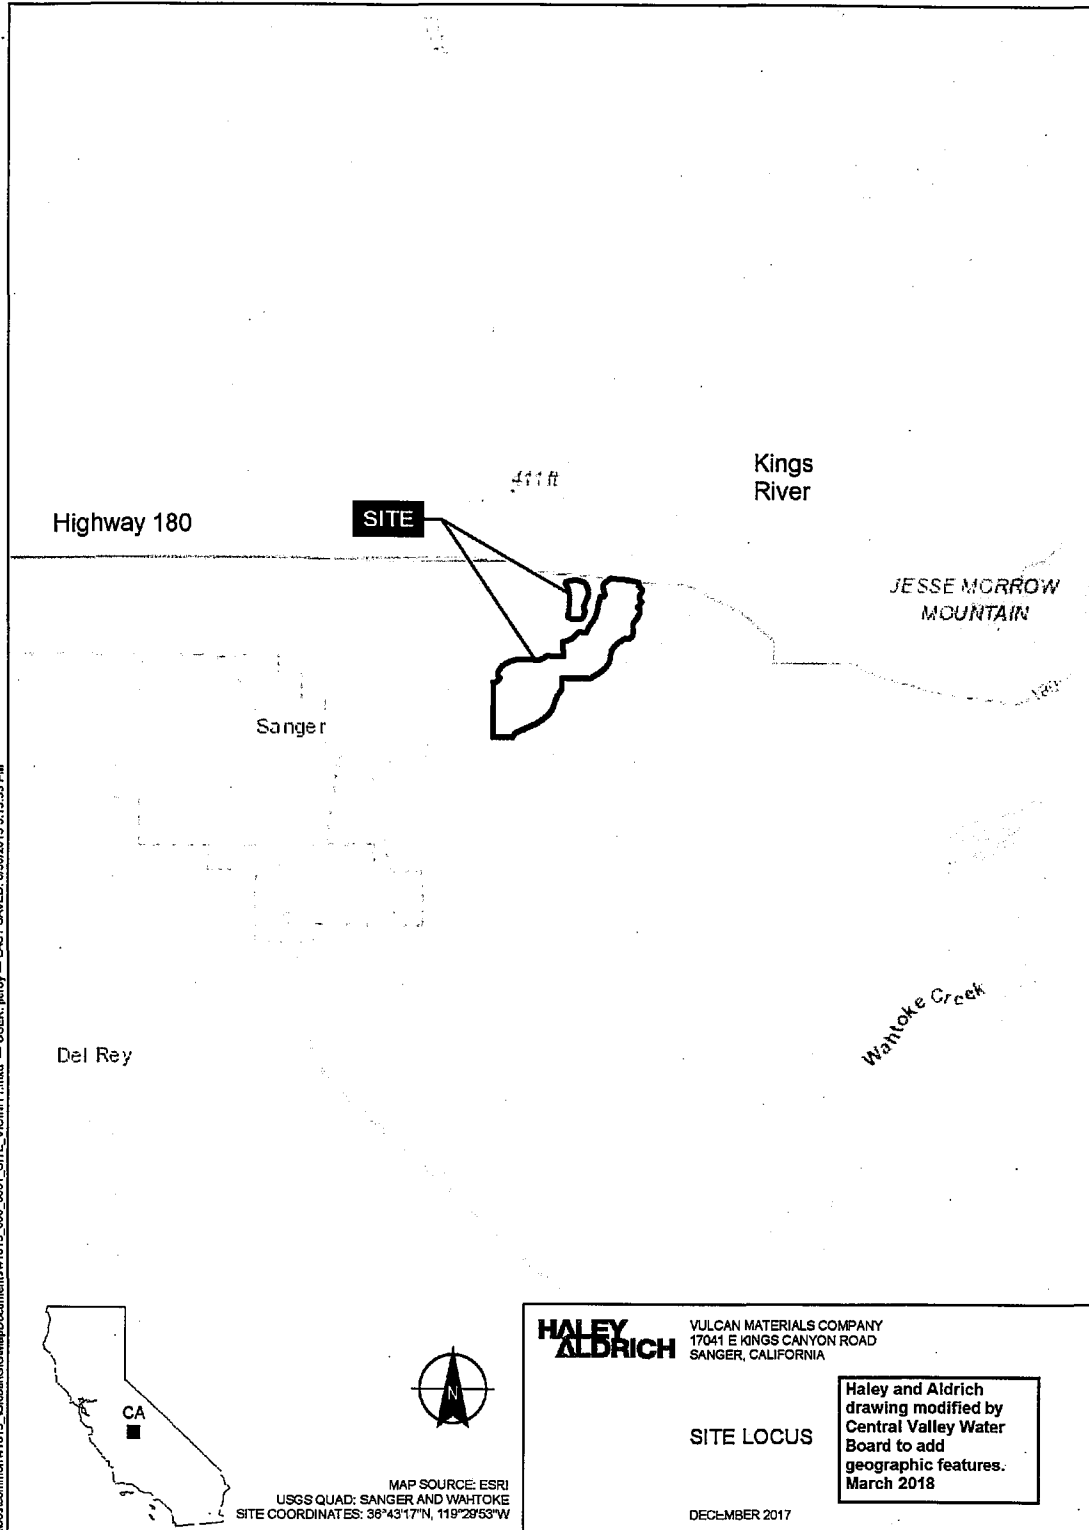 411 ft
Kings
River
Highway 180
SITE
JESSE MORROW
MOUNTAIN
180
Sanger
Del Rey
Wahtoke Creek
CA
N
MAP SOURCE: ESRI
USGS QUAD: SANGER AND WAHTOKE
SITE COORDINATES: 36°43'17"N, 119°29'53"W
HALEY
ALDRICH
VULCAN MATERIALS COMPANY
17041 E KINGS CANYON ROAD
SANGER, CALIFORNIA
SITE LOCUS
Haley and Aldrich
drawing modified by
Central Valley Water
Board to add
geographic features.
March 2018
DECEMBER 2017